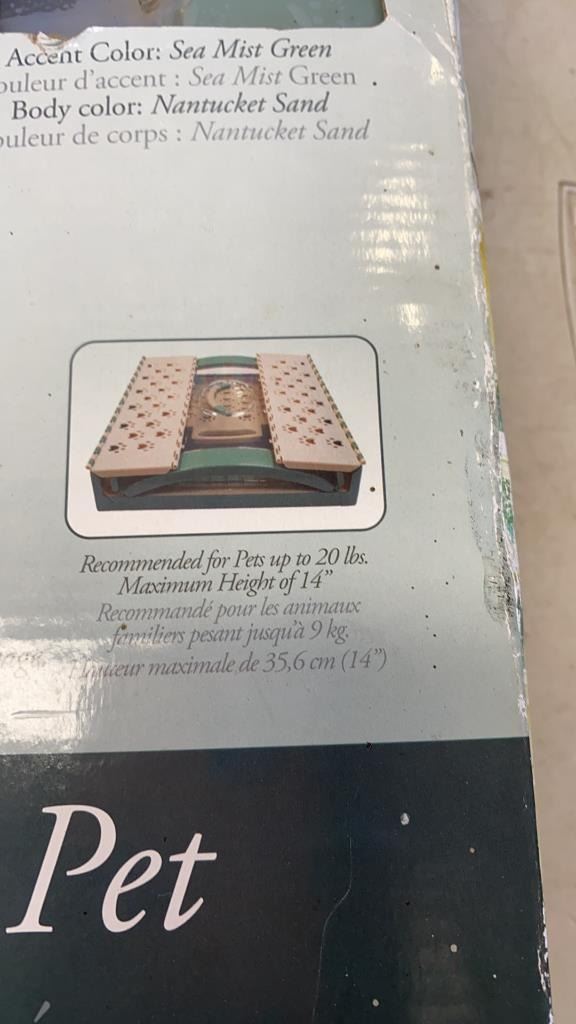 Accent Color: Sea Mist Green
ouleur d'accent : Sea Mist Green
Body color: Nantucket Sand
ouleur de corps : Nantucket Sand
Recommended for Pets up to 20 lbs.
Maximum Height of 14"
Recommandé pour les animaux
familiers pesant jusqu'à 9 kg.
Hauteur maximale de 35,6 cm (14")
Pet